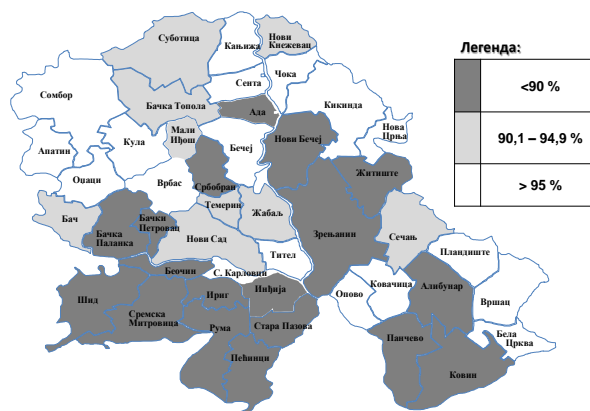 Суботица
Кањижа
Нови
Кнежевац
Сента
Чока
Сомбор
Бачка Топола
Ада
Кикинда
Мали
Иђош
Нови Бечеј
Нова
Црња
Апатин
Кула
Бечеј
Оџаци
Врбас
Србобран
Житиште
Темерин
Жабаљ
Бач
Бачка
Паланка
Бачки
Петровац
Нови Сад
Зрењанин
Сечањ
Тител
Пландиште
Беочин
С. Карловци
Ковачица
Алибунар
Опово
Вршац
Шид
Сремска
Митровица
Ириг
Инђија
Рума
Стара Пазова
Панчево
Бела
Црква
Пећинци
Ковин
Легенда:
<90 %
90,1 – 94,9 %
> 95 %